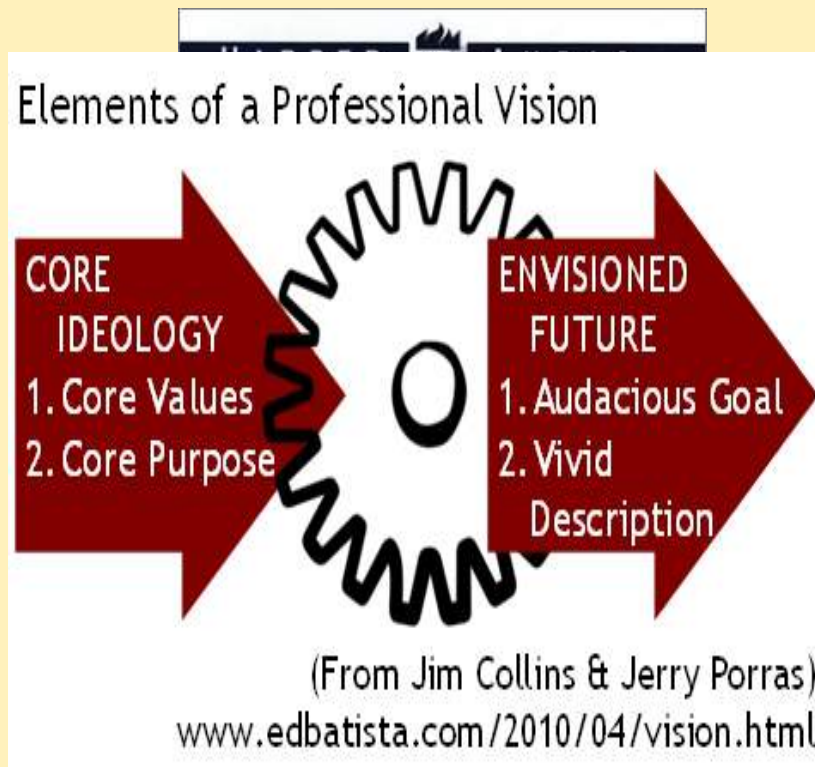 Elements of a Professional Vision
CORE
IDEOLOGY
1. Core Values
2. Core Purpose
ENVISIONED
FUTURE
1. Audacious Goal
2. Vivid
Description
(From Jim Collins & Jerry Porras)
www.edbatista.com/2010/04/vision.html